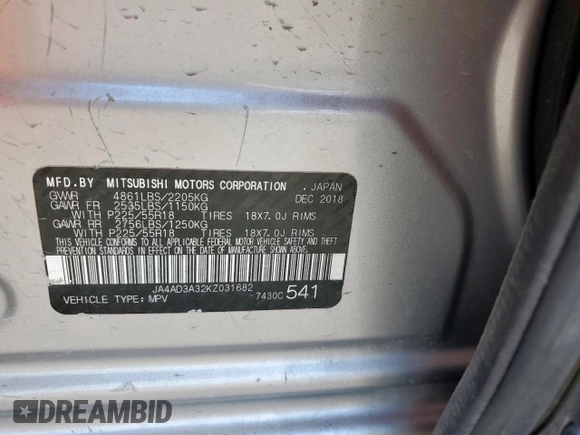 MFD.BY MITSUBISHI MOTORS CORPORATION , JAPAN
GVWR 4861LBS/2205KG DEC 2018
GAWR FR 2535LBS/1150KG
WITH P225/55R18 TIRES 18X7.0J RIMS
GAWR RR 2756LBS/1250KG
WITH P225/55R18 TIRES 18X7.0J RIMS
THIS VEHICLE CONFORMS TO ALL APPLICABLE FEDERAL MOTOR VEHICLE SAFETY AND THEFT
PREVENTION STANDARDS IN EFFECT ON THE DATE OF MANUFACTURE SHOWN ABOVE.
JA4AD3A32KZ031682
VEHICLE TYPE: MPV 7430C 541
DREAMBID